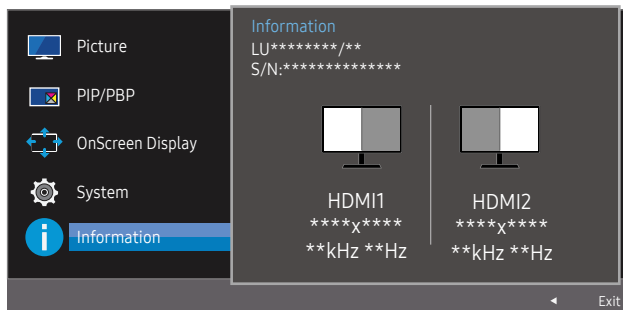 Picture
PIP/PBP
OnScreen Display
System
Information
Information
LU********/**
S/N:**************
HDMI1
****x****
**kHz **Hz
HDMI2
****x****
**kHz **Hz
Exit